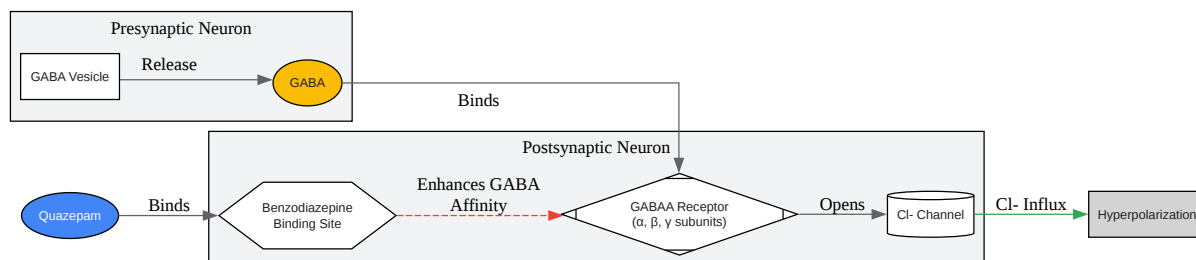 Presynaptic Neuron
GABA Vesicle
Release
GABA
Binds
Postsynaptic Neuron
Quazepam
Binds
Benzodiazepine
Binding Site
Enhances GABA
Affinity
GABAA Receptor
(α, β, γ subunits)
Opens
Cl- Channel
Cl- Influx
Hyperpolarization